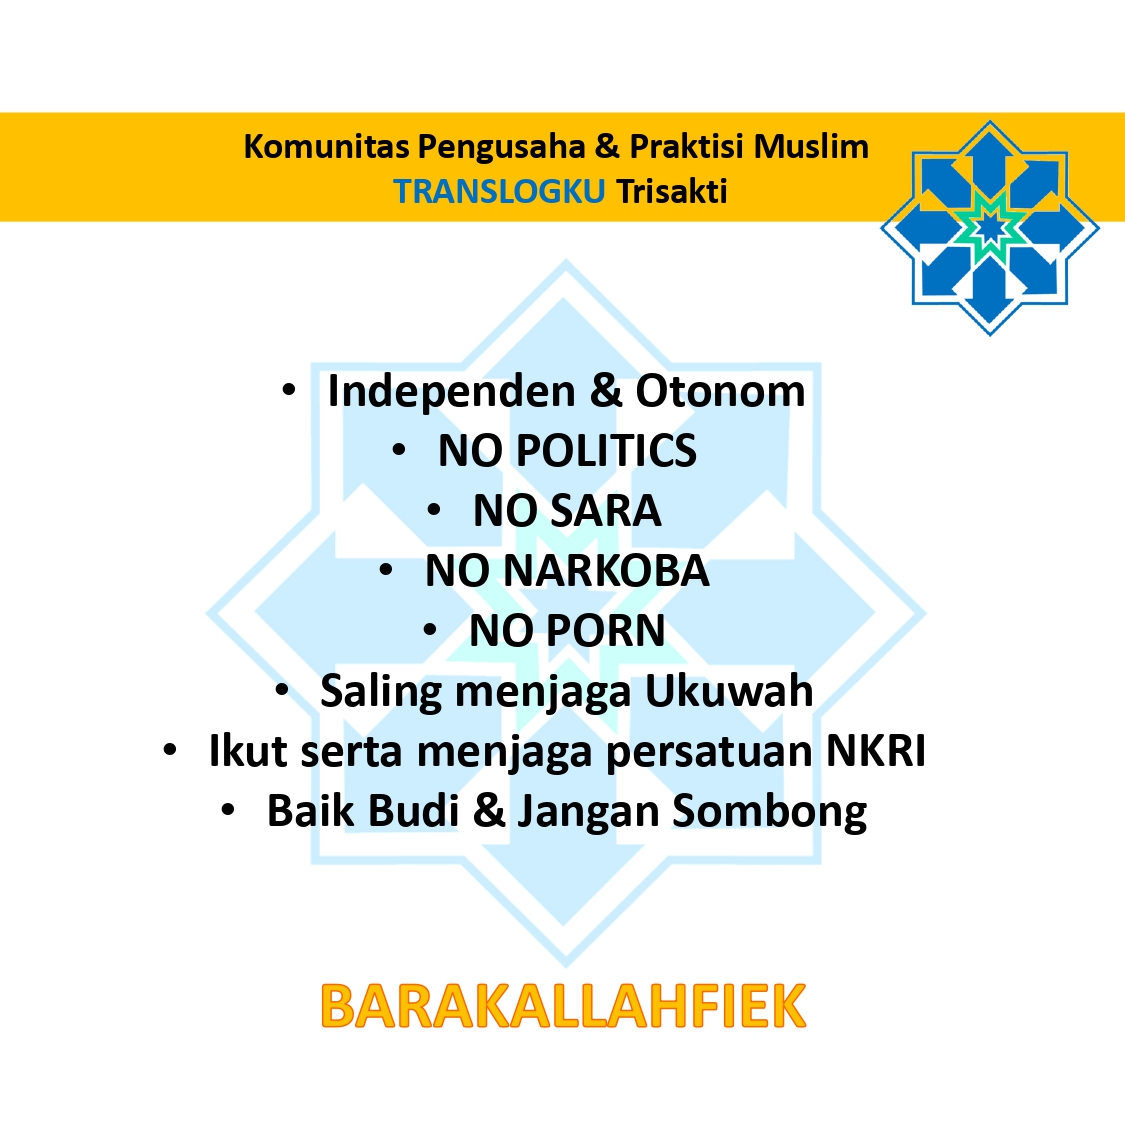 Komunitas Pengusaha & Praktisi Muslim
TRANSLOGKU Trisakti
• Independen & Otonom
• NO POLITICS
• NO SARA
• NO NARKOBA
• NO PORN
• Saling menjaga Ukuwah
• Ikut serta menjaga persatuan NKRI
• Baik Budi & Jangan Sombong
BARAKALLAHFIEK